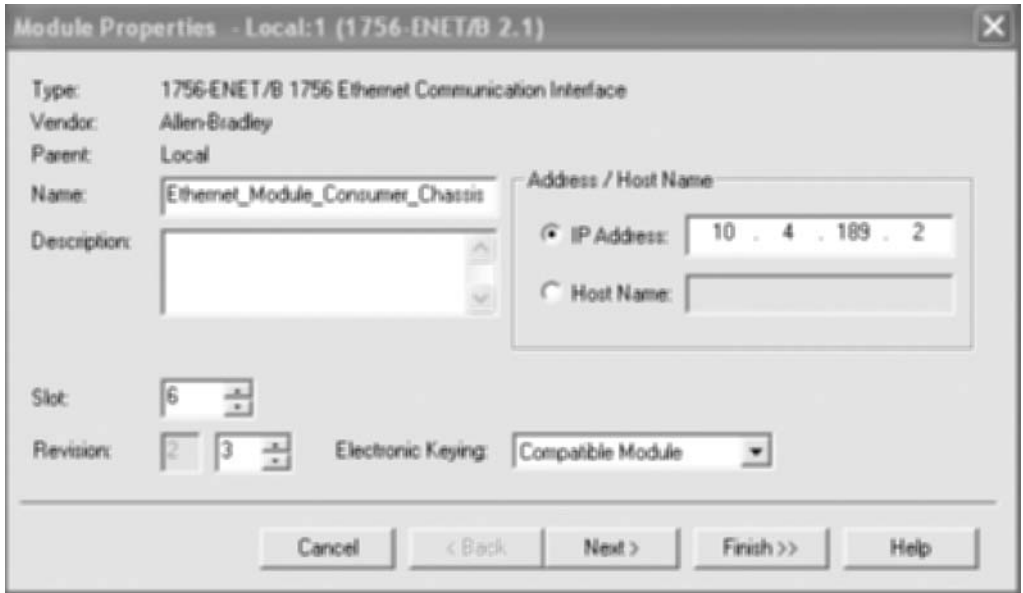 Module Properties - Local:1 (1756-ENET/B 2.1)
Type: 1756-ENET/B 1756 Ethernet Communication Interface
Vendor: Allen-Bradley
Parent: Local
Name: Ethernet_Module_Consumer_Chassis
Address / Host Name
IP Address: 10 . 4 . 189 . 2
Description:
Host Name:
Slot: 6
Revision: 2 3 Electronic Keying: Compatible Module
Cancel < Back Next > Finish >> Help